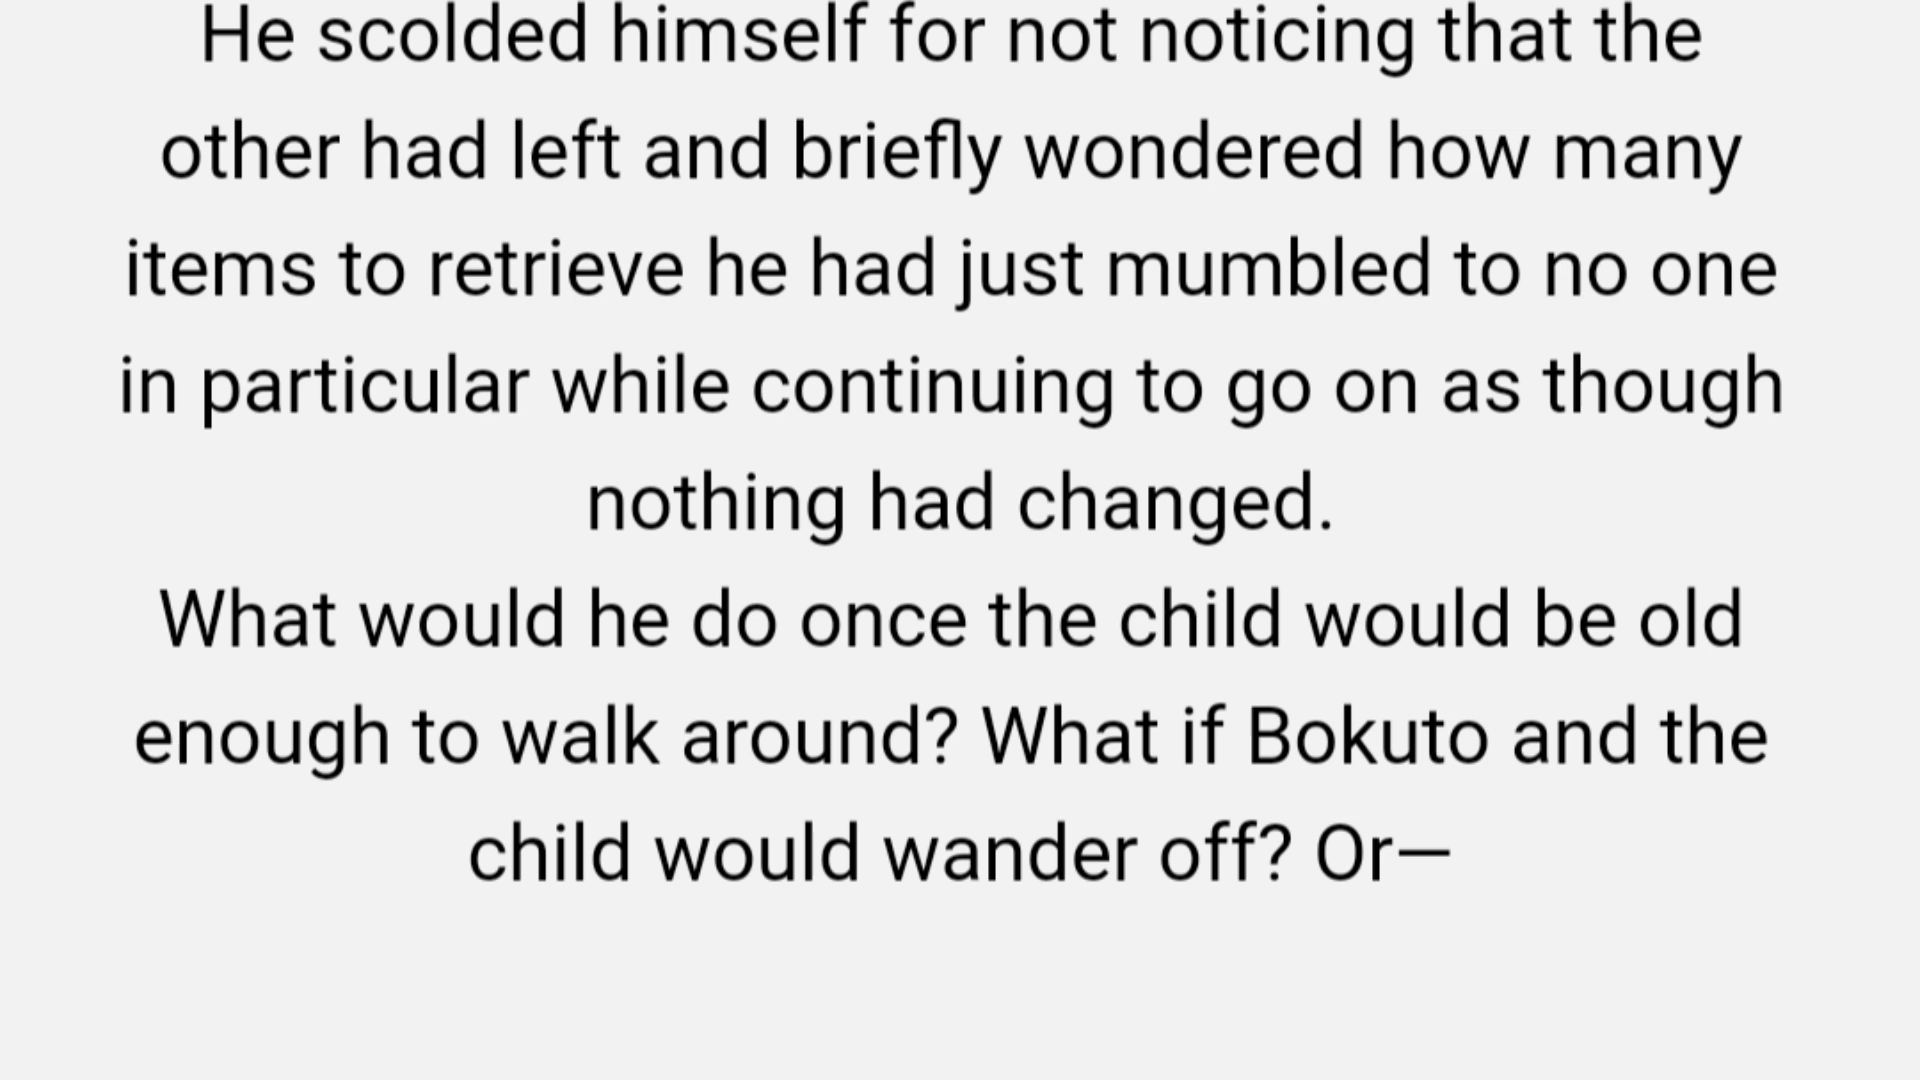 He scolded himself for not noticing that the
other had left and briefly wondered how many
items to retrieve he had just mumbled to no one
in particular while continuing to go on as though
nothing had changed.
What would he do once the child would be old
enough to walk around? What if Bokuto and the
child would wander off? Or—